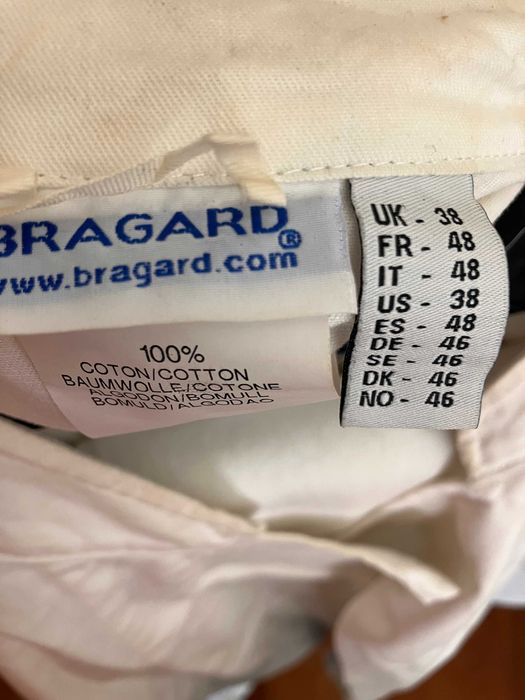 BRAGARD®
www.bragard.com
100%
COTON/COTTON
BAUMWOLLE/COTONE
ALGODON/BOMULL
BOMULD/ALGODAO
UK - 38
FR - 48
IT - 48
US - 38
ES - 48
DE - 46
SE - 46
DK - 46
NO - 46